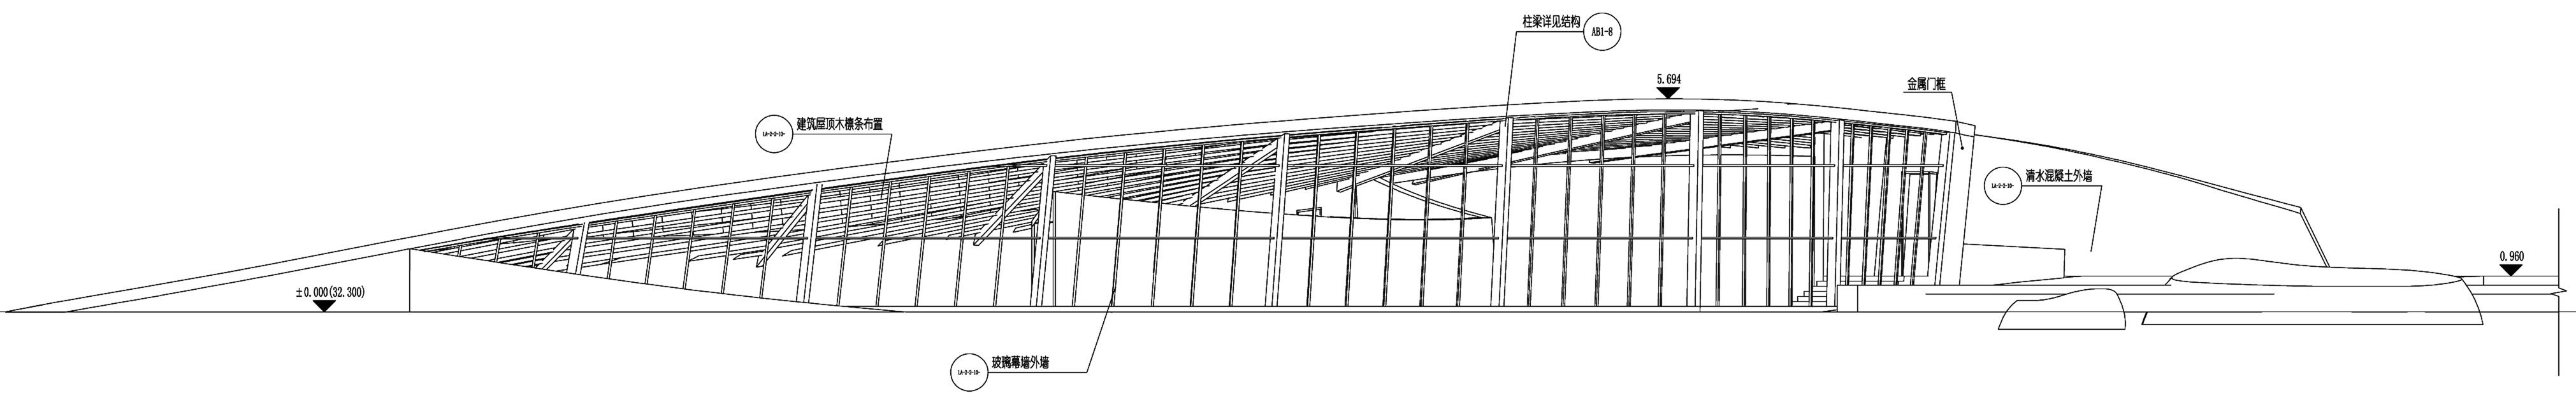 柱梁详见结构
AB1-8
5.694
金属门框
LA-2-2-10-
建筑屋顶木檩条布置
LA-2-2-10-
清水混凝土外墙
0.960
±0.000(32.300)
LA-2-2-10-
玻璃幕墙外墙